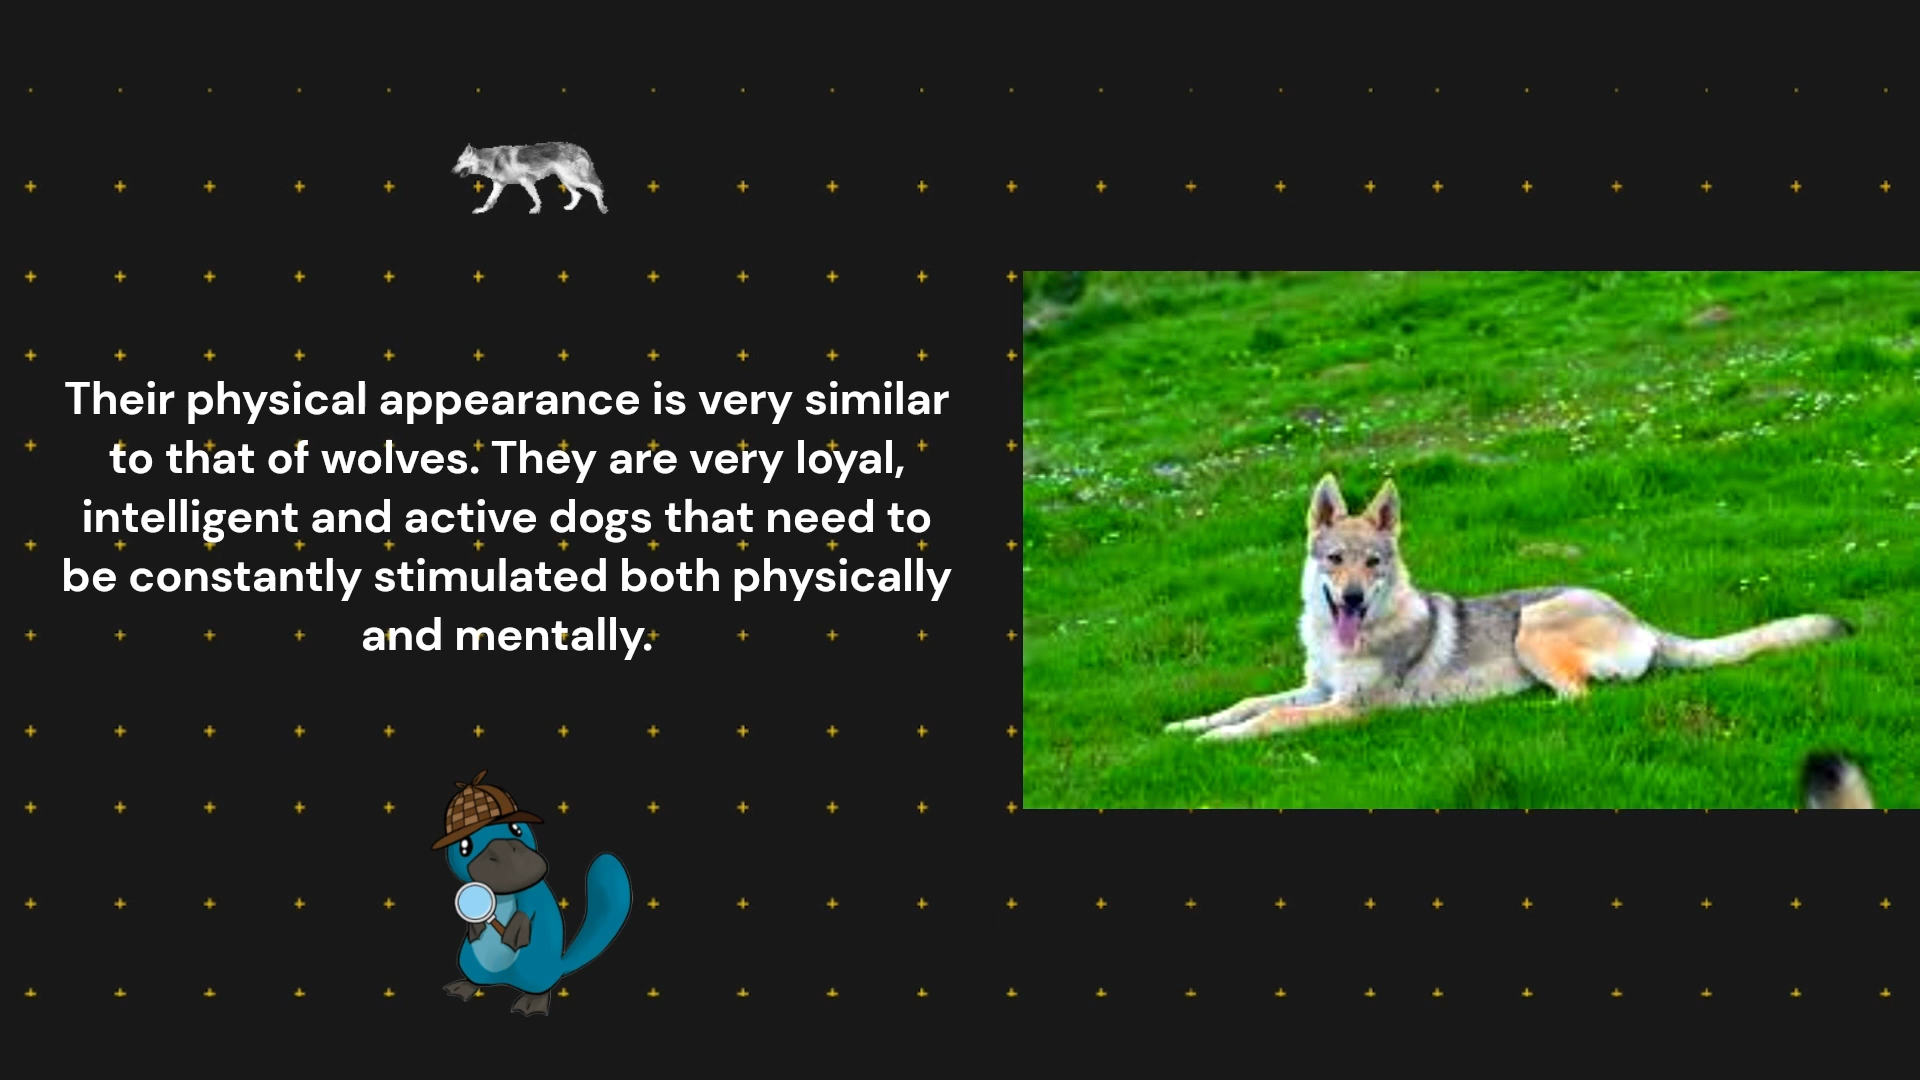 Their physical appearance is very similar
to that of wolves. They are very loyal,
intelligent and active dogs that need to
be constantly stimulated both physically
and mentally.